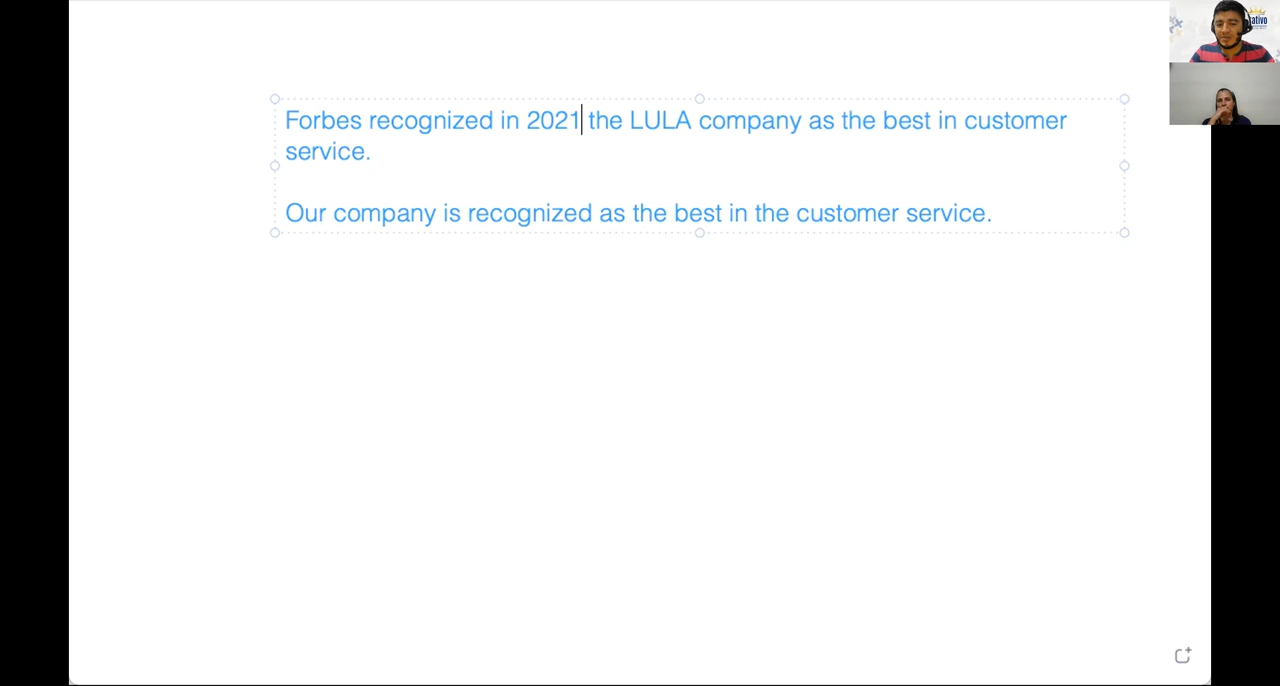 Forbes recognized in 2021 the LULA company as the best in customer
service.
Our company is recognized as the best in the customer service.
ativo